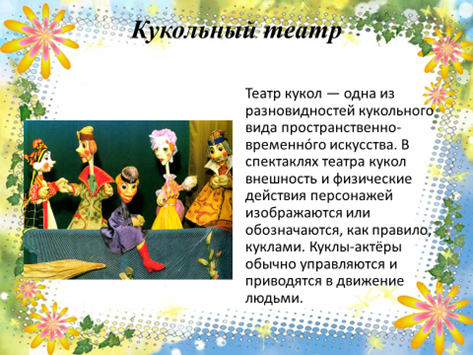 Кукольный театр
Театр кукол — одна из
разновидностей кукольного
вида пространственно-
временно́го искусства. В
спектаклях театра кукол
внешность и физические
действия персонажей
изображаются или
обозначаются, как правило,
куклами. Куклы-актёры
обычно управляются и
приводятся в движение
людьми.